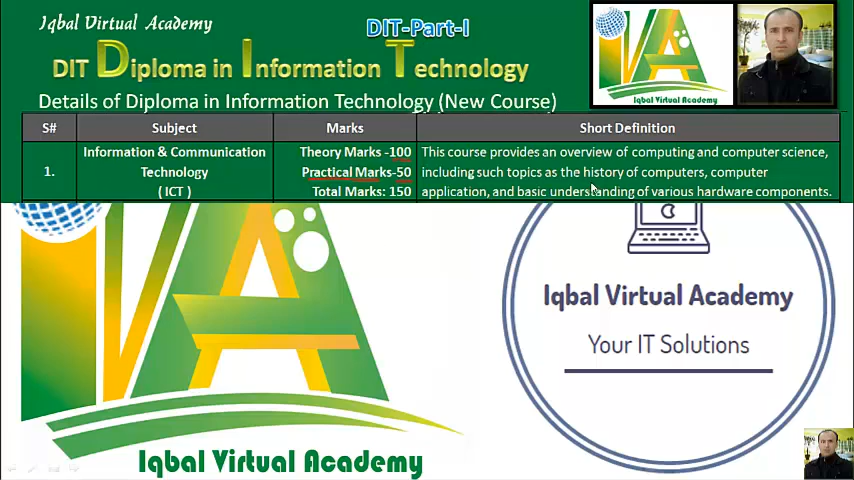 Iqbal Virtual Academy
DIT-Part-I
DIT Diploma in Information Technology
Details of Diploma in Information Technology (New Course)
Iqbal Virtual Academy
S# Subject Marks Short Definition
1.
Information & Communication
Technology
( ICT )
Theory Marks -100
Practical Marks-50
Total Marks: 150
This course provides an overview of computing and computer science,
including such topics as the history of computers, computer
application, and basic understanding of various hardware components.
Iqbal Virtual Academy
Your IT Solutions
Iqbal Virtual Academy